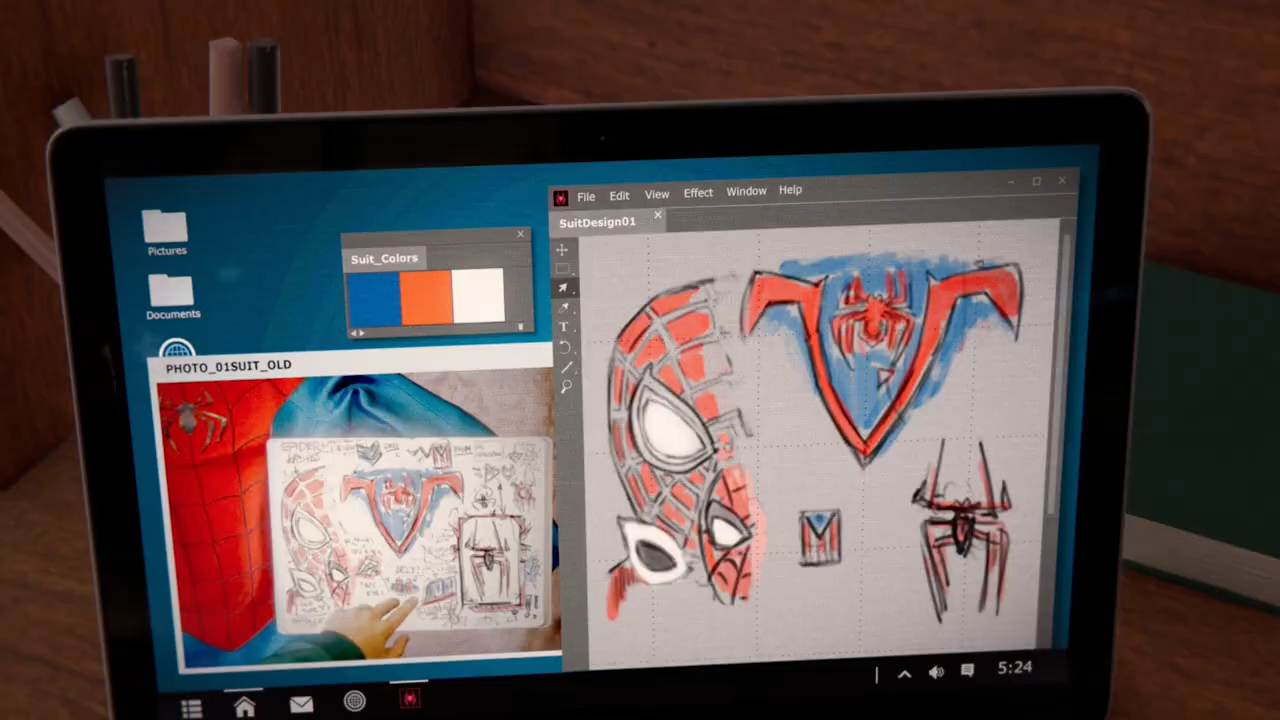 File Edit View Effect Window Help
SuitDesign01
Pictures
Suit_Colors
Documents
T
PHOTO_01SUIT_OLD
5:24